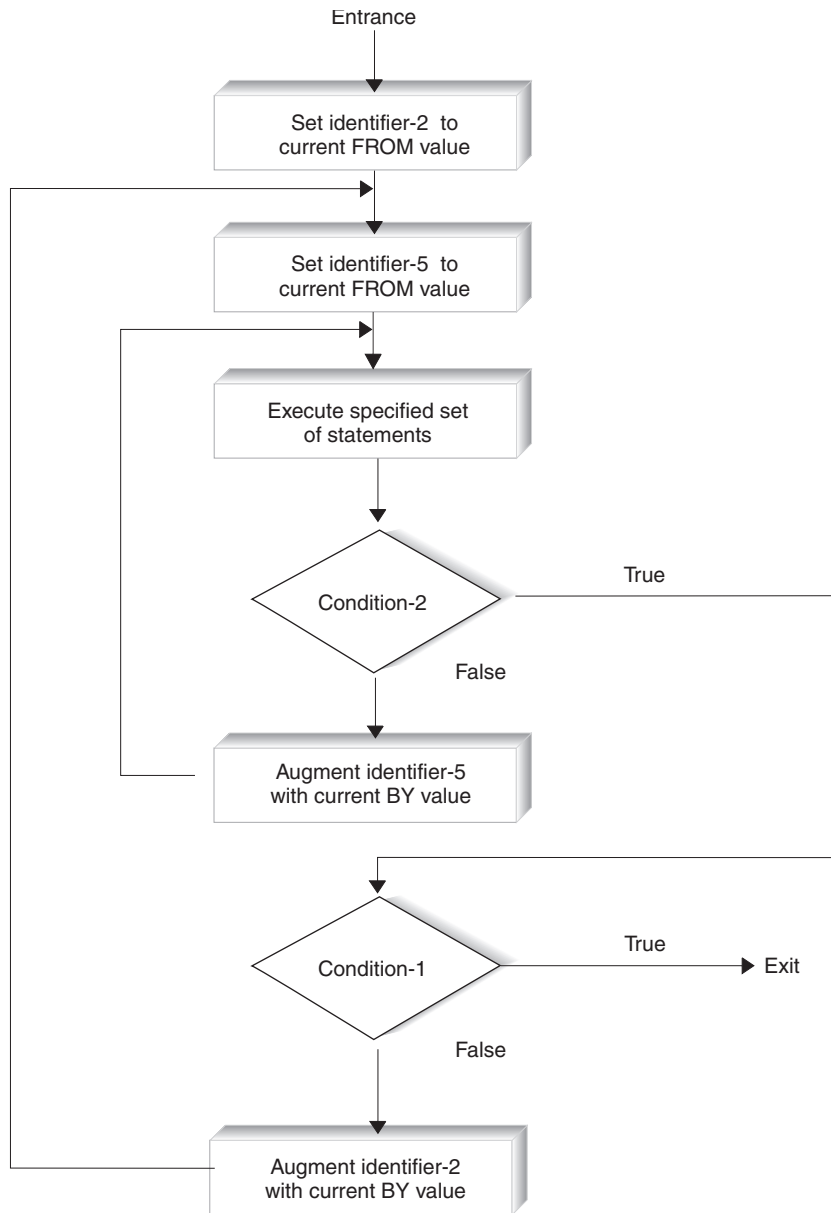 Entrance
Set identifier-2 to
current FROM value
Set identifier-5 to
current FROM value
Execute specified set
of statements
Condition-2
True
False
Augment identifier-5
with current BY value
Condition-1
True
Exit
False
Augment identifier-2
with current BY value